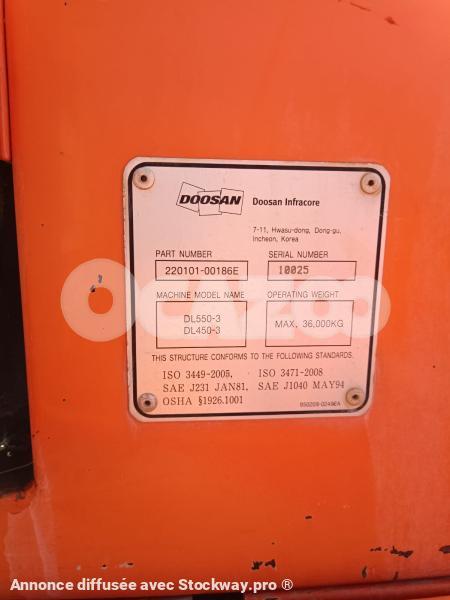 DOOSAN Doosan Infracore
7-11, Hwasu-dong, Dong-gu,
Incheon, Korea
PART NUMBER SERIAL NUMBER
220101-00186E 10025
MACHINE MODEL NAME OPERATING WEIGHT
DL550-3
DL450-3
MAX, 36,000KG
THIS STRUCTURE CONFORMS TO THE FOLLOWING STANDARDS.
ISO 3449-2005, ISO 3471-2008
SAE J231 JAN81, SAE J1040 MAY94
OSHA §1926.1001
950209-0249EA
OCAZOO
Annonce diffusée avec Stockway.pro ®